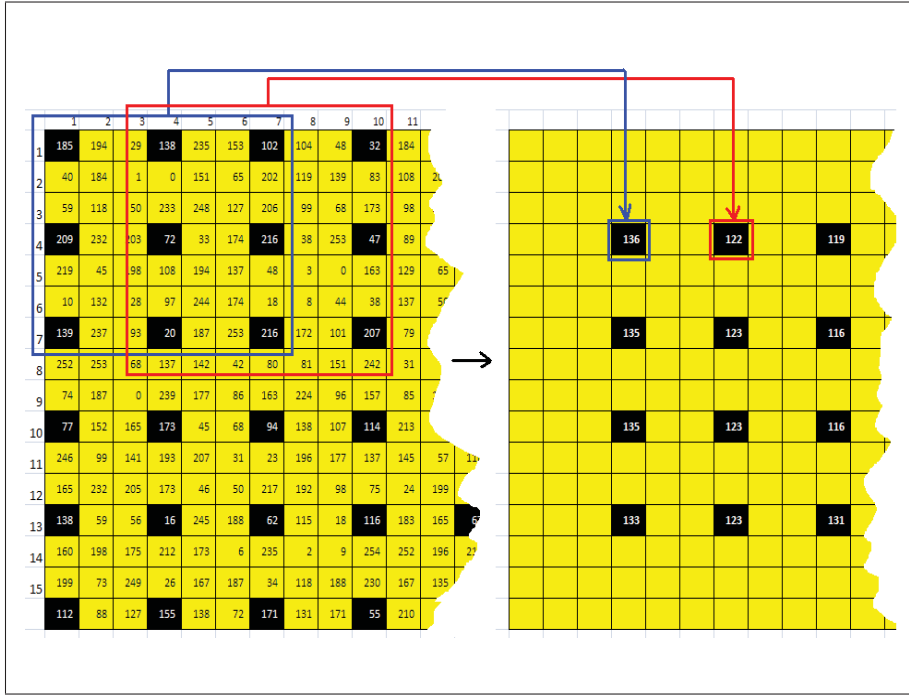 1 2 3 4 5 6 7 8 9 10 11
1 185 194 29 138 235 153 102 104 48 32 184
2 40 184 1 0 151 65 202 119 139 83 108
3 59 118 50 233 248 127 206 99 68 173 98
4 209 232 203 72 33 174 216 38 253 47 89 136 122 119
5 219 45 198 108 194 137 48 3 0 163 129 65
6 10 132 28 97 244 174 18 8 44 38 137
7 139 237 93 20 187 253 216 172 101 207 79 135 123 116
8 252 253 68 137 142 42 80 81 151 242 31
9 74 187 0 239 177 86 163 224 96 157 85
10 77 152 165 173 45 68 94 138 107 114 213 135 123 116
11 246 99 141 193 207 31 23 196 177 137 145 57
12 165 232 205 173 46 50 217 192 98 75 24 199
13 138 59 56 16 245 188 62 115 18 116 183 165 133 123 131
14 160 198 175 212 173 6 235 2 9 254 252 196
15 199 73 249 26 167 187 34 118 188 230 167 135
112 88 127 155 138 72 171 131 171 55 210